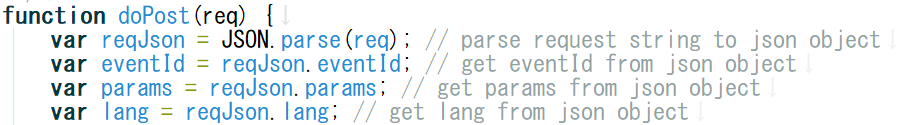 function doPost(req) {↓
var reqJson = JSON.parse(req); // parse request string to json object↓
var eventId = reqJson.eventId; // get eventId from json object↓
var params = reqJson.params; // get params from json object↓
var lang = reqJson.lang; // get lang from json object↓